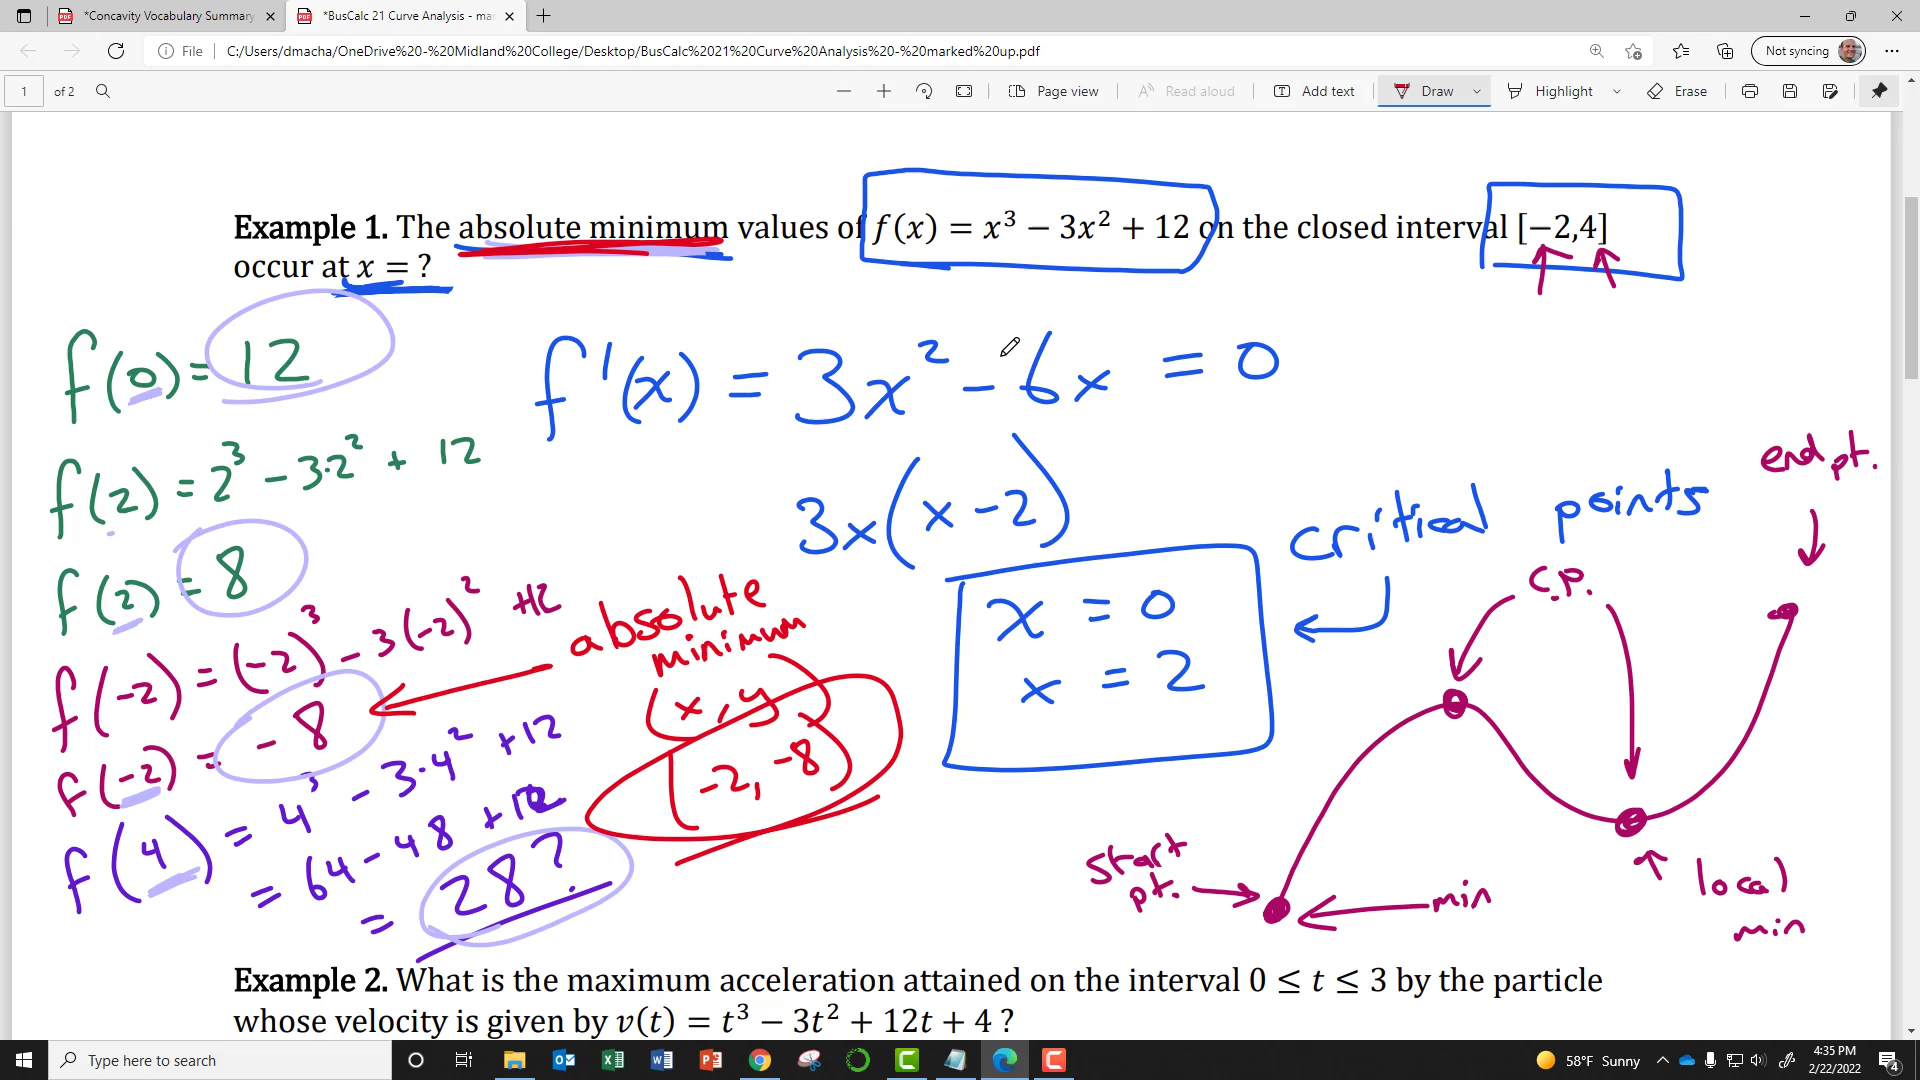 *Concavity Vocabulary Summary
*BusCalc 21 Curve Analysis - ma
File
C:/Users/dmacha/OneDrive%20-%20Midland%20College/Desktop/BusCalc%2021%20Curve%20Analysis%20-%20marked%20up.pdf
Not syncing
1 of 2
Page view
Read aloud
Add text
Draw
Highlight
Erase
Example 1. The absolute minimum values of f(x) = x³ − 3x² + 12 on the closed interval [−2,4]
occur at x = ?
f(0) = 12
f'(x) = 3x² - 6x = 0
f(2) = 2³ - 3·2² + 12
3x(x - 2)
f(2) = 8
x = 0
x = 2
critical points
f(-2) = (-2)³ - 3(-2)² + 12
f(-2) = -8
absolute
minimum
(x, y)
(-2, -8)
f(4) = 4³ - 3·4² + 12
= 64 - 48 + 12
= 28?
end pt.
c.p.
start
pt.
min
local
min
Example 2. What is the maximum acceleration attained on the interval 0 ≤ t ≤ 3 by the particle
whose velocity is given by v(t) = t³ − 3t² + 12t + 4 ?
Type here to search
58°F Sunny
4:35 PM
2/22/2022
4